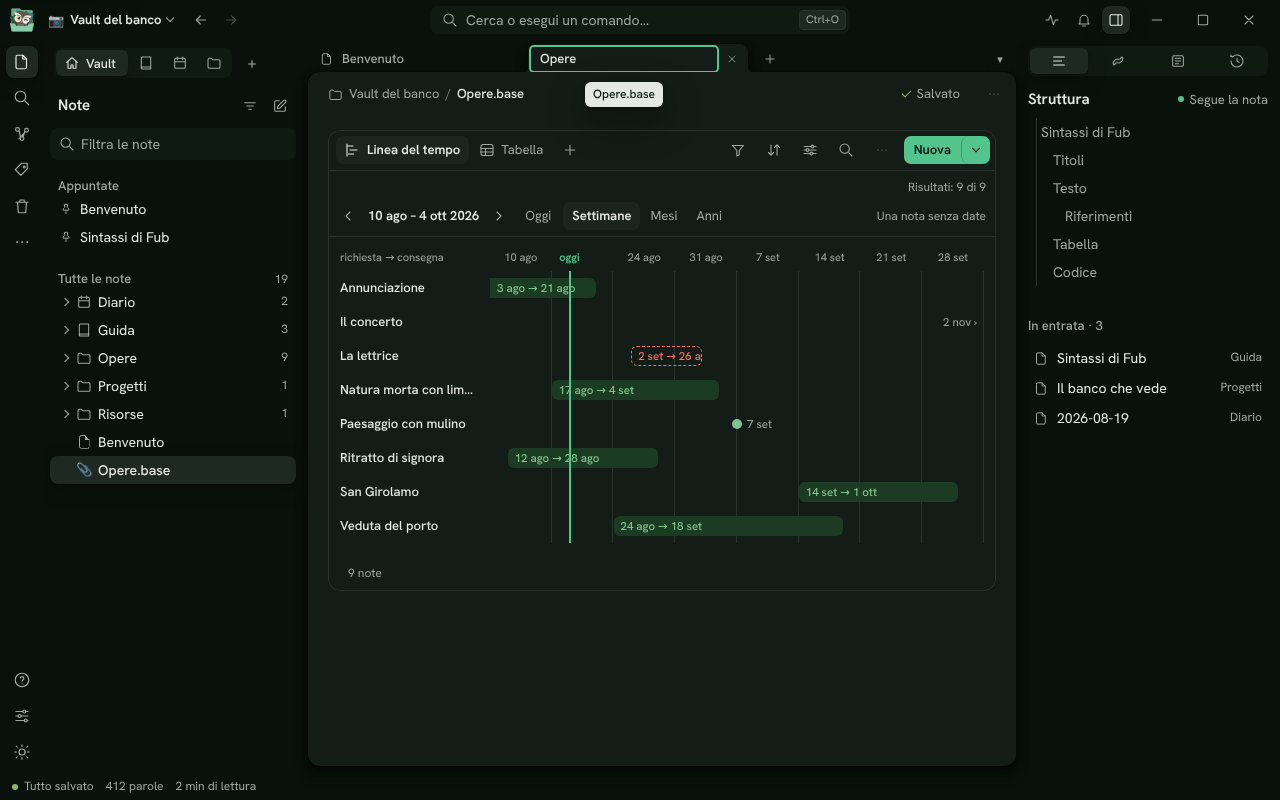 Vault del banco
Cerca o esegui un comando...
Ctrl+O
Vault
Note
Filtra le note
Appuntate
Benvenuto
Sintassi di Fub
Tutte le note 19
Diario 2
Guida 3
Opere 9
Progetti 1
Risorse 1
Benvenuto
Opere.base
Tutto salvato 412 parole 2 min di lettura
Benvenuto
Opere
Vault del banco / Opere.base
Opere.base
Salvato
Linea del tempo
Tabella
Nuova
Risultati: 9 di 9
10 ago – 4 ott 2026
Oggi Settimane Mesi Anni
Una nota senza date
richiesta → consegna
10 ago oggi 24 ago 31 ago 7 set 14 set 21 set 28 set
Annunciazione 3 ago → 21 ago
Il concerto 2 nov ›
La lettrice 2 set → 26 a
Natura morta con lim... 17 ago → 4 set
Paesaggio con mulino 7 set
Ritratto di signora 12 ago → 28 ago
San Girolamo 14 set → 1 ott
Veduta del porto 24 ago → 18 set
9 note
Struttura
Segue la nota
Sintassi di Fub
Titoli
Testo
Riferimenti
Tabella
Codice
In entrata · 3
Sintassi di Fub Guida
Il banco che vede Progetti
2026-08-19 Diario